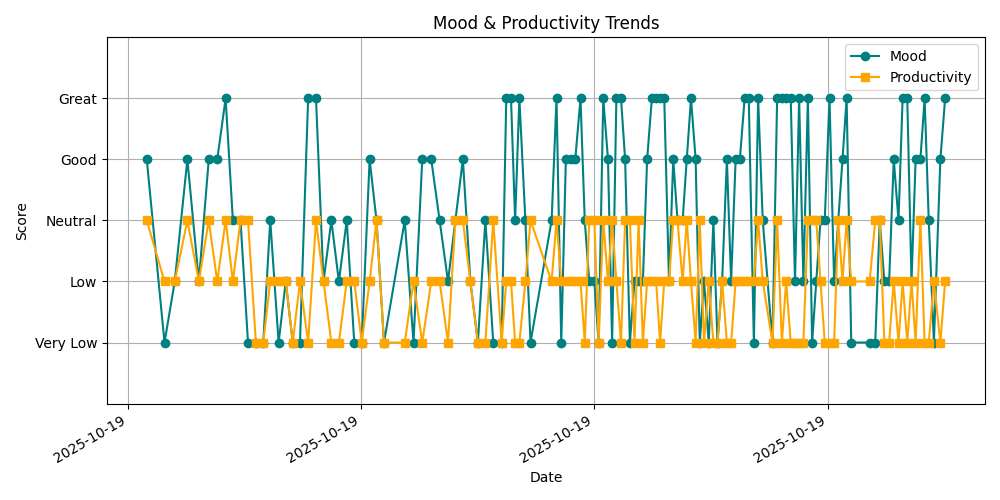 Mood & Productivity Trends
Mood
Productivity
Great
Good
Neutral
Low
Very Low
Score
2025-10-19
2025-10-19
2025-10-19
2025-10-19
Date